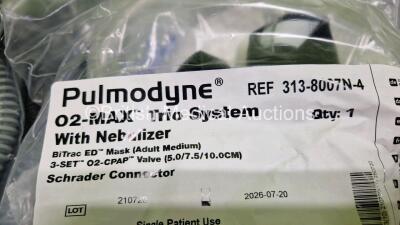 Pulmodyne® REF 313-8007N-4
O2-MAX™ Trio System Qty: 1
With Nebulizer
BiTrac ED™ Mask (Adult Medium)
3-SET™ O2-CPAP™ Valve (5.0/7.5/10.0CM)
Schrader Connector
LOT 2026-07-20
Single Patient Use